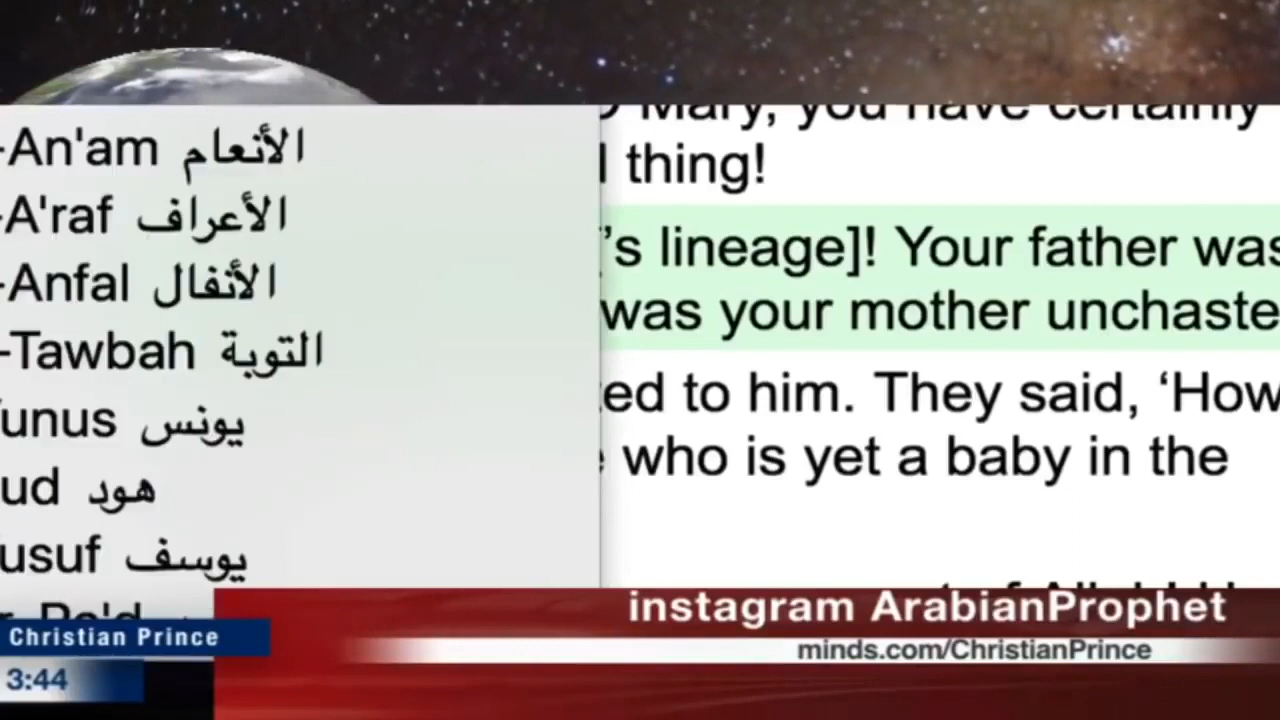 -An'am الأنعام
-A'raf الأعراف
-Anfal الأنفال
-Tawbah التوبة
unus يونس
ud هود
usuf يوسف
O Mary, you have certainly
l thing!
['s lineage]! Your father was
was your mother unchaste
ed to him. They said, ‘How
who is yet a baby in the
instagram ArabianProphet
minds.com/ChristianPrince
Christian Prince
3:44